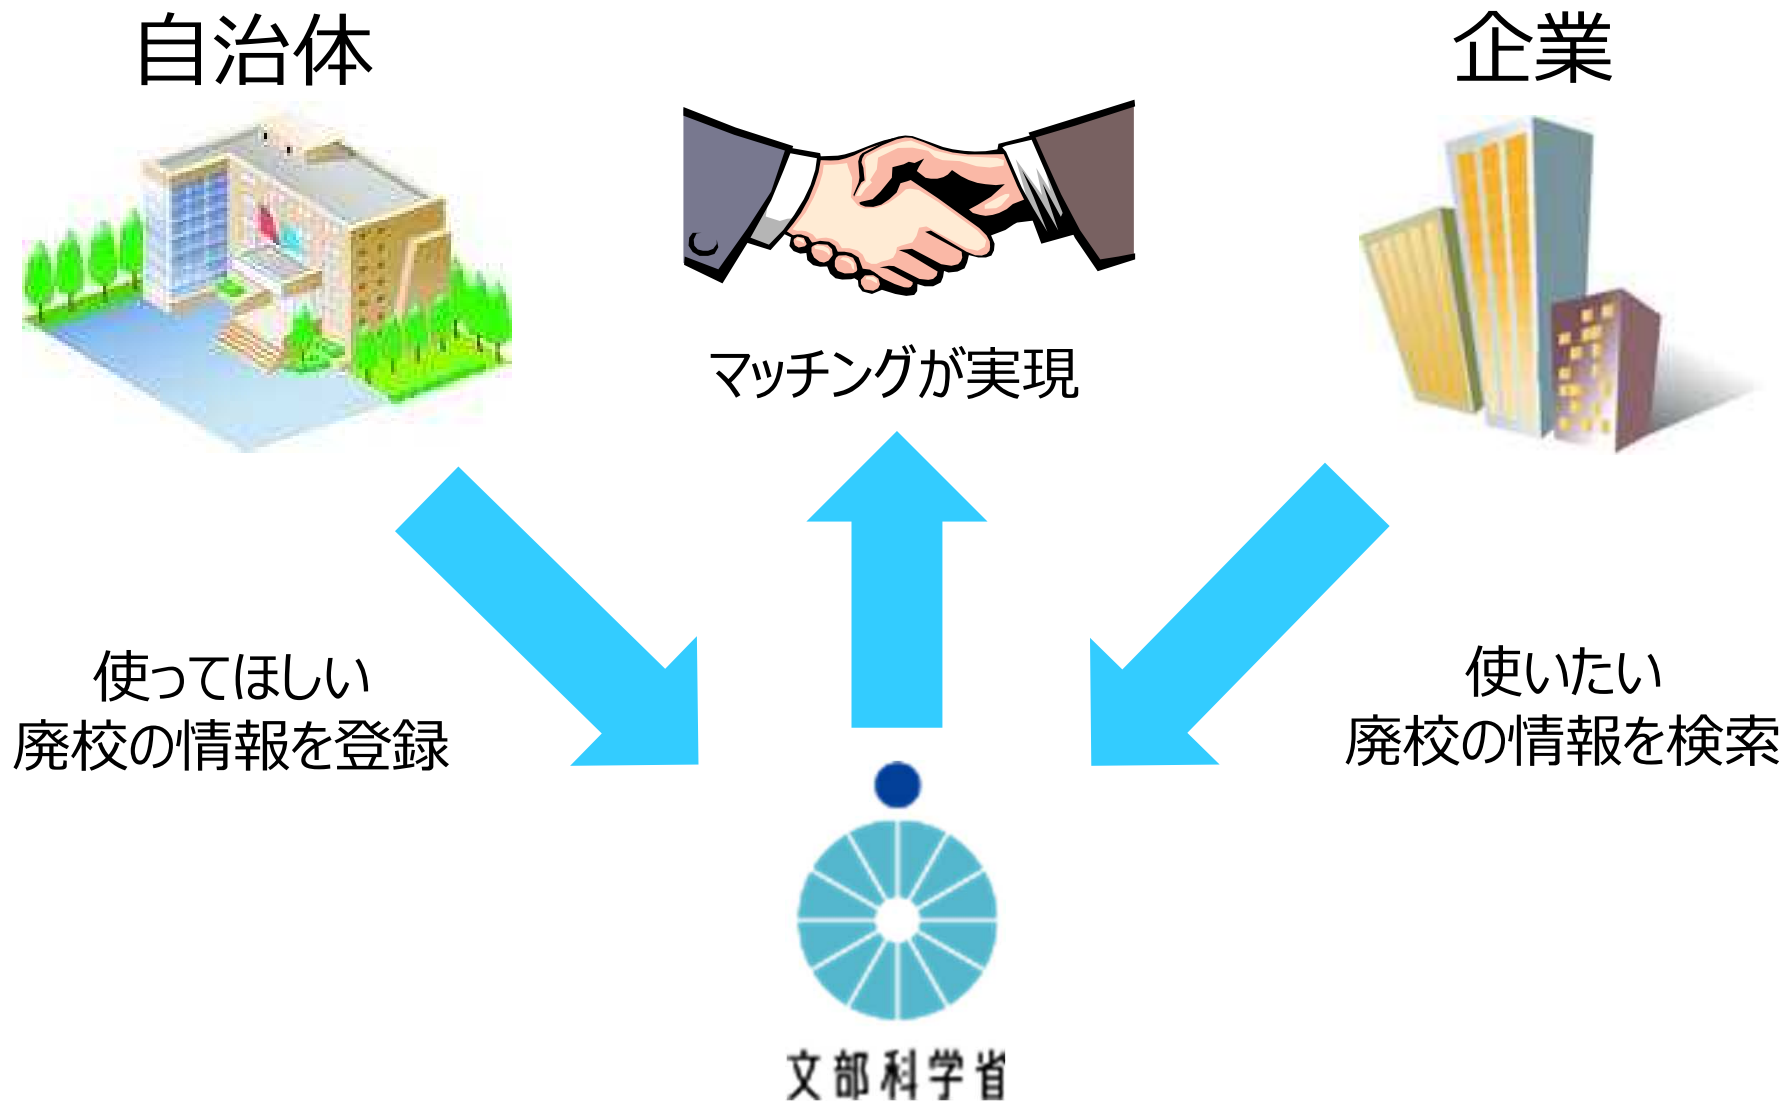 自治体
企業
マッチングが実現
使ってほしい
廃校の情報を登録
使いたい
廃校の情報を検索
文部科学省